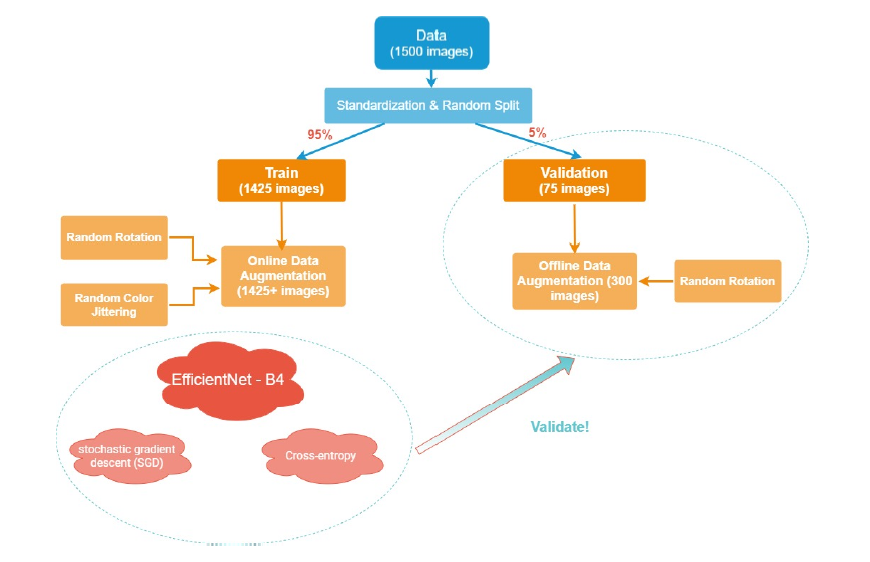 Data
(1500 images)
Standardization & Random Split
95%
5%
Train
(1425 images)
Validation
(75 images)
Random Rotation
Online Data
Augmentation
(1425+ images)
Random Color
Jittering
Offline Data
Augmentation (300
images)
Random Rotation
EfficientNet - B4
stochastic gradient
descent (SGD)
Cross-entropy
Validate!